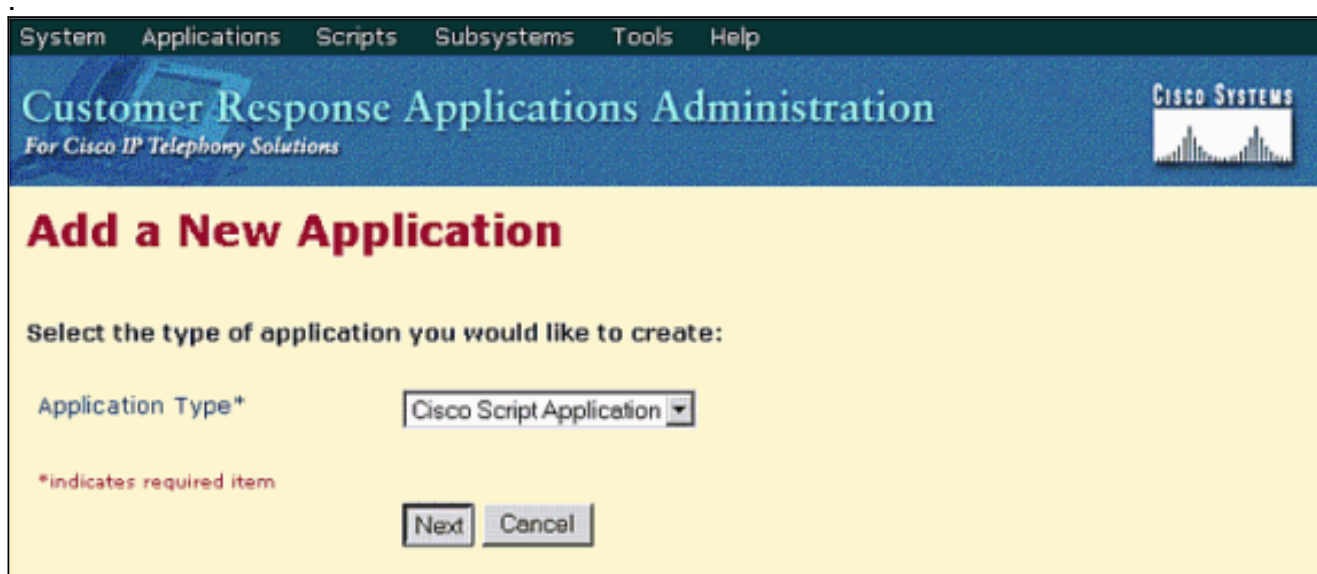 .
System Applications Scripts Subsystems Tools Help
Customer Response Applications Administration
For Cisco IP Telephony Solutions
CISCO SYSTEMS
Add a New Application
Select the type of application you would like to create:
Application Type* Cisco Script Application
*indicates required item
Next Cancel